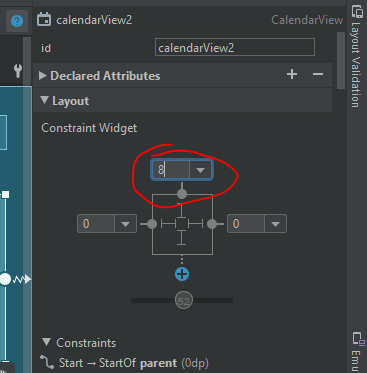 calendarView2 CalendarView
id calendarView2
Declared Attributes
Layout
Constraint Widget
8
0 0
52
Constraints
Start → StartOf parent (0dp)
Layout Validation
Emu